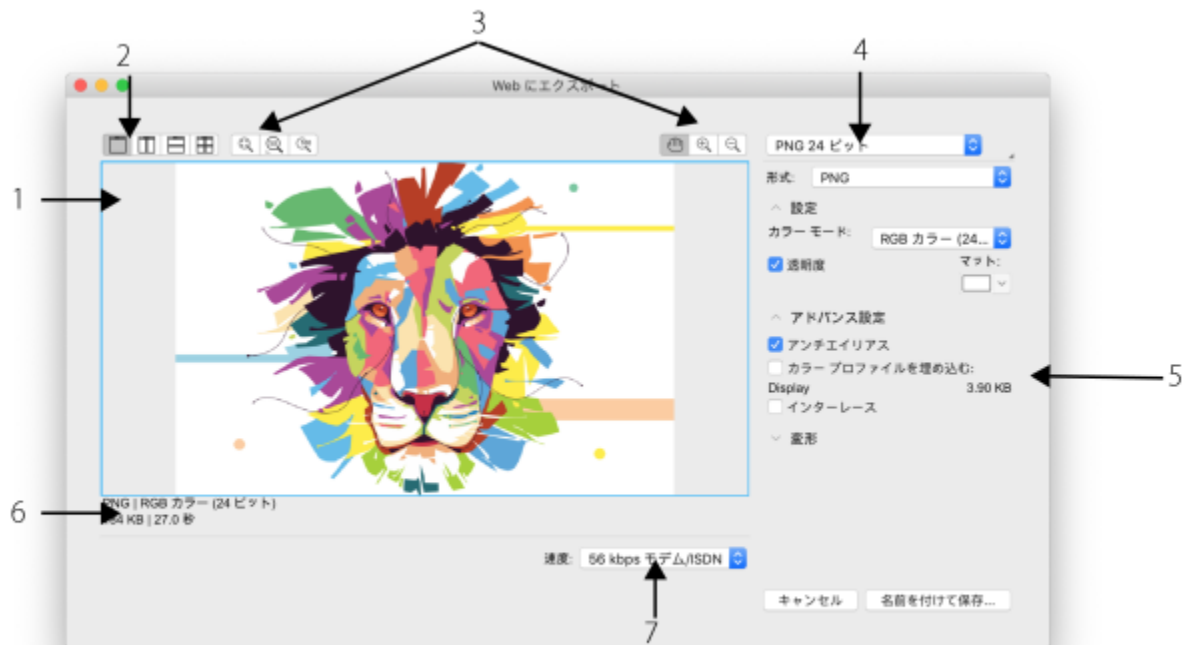 3
2
4
Web にエクスポート
PNG 24 ビット
形式: PNG
1
設定
カラー モード: RGB カラー (24...
透明度
マット:
アドバンス設定
アンチエイリアス
カラー プロファイルを埋め込む:
5
Display 3.90 KB
インターレース
変形
PNG | RGB カラー (24 ビット)
6
KB | 27.0 秒
速度: 56 kbps モデム/ISDN
キャンセル 名前を付けて保存...
7